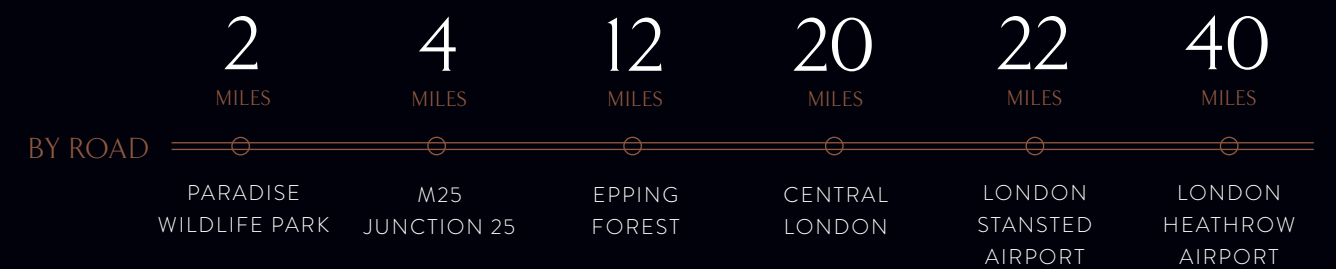 2
MILES
4
MILES
12
MILES
20
MILES
22
MILES
40
MILES
BY ROAD
PARADISE
WILDLIFE PARK
M25
JUNCTION 25
EPPING
FOREST
CENTRAL
LONDON
LONDON
STANSTED
AIRPORT
LONDON
HEATHROW
AIRPORT